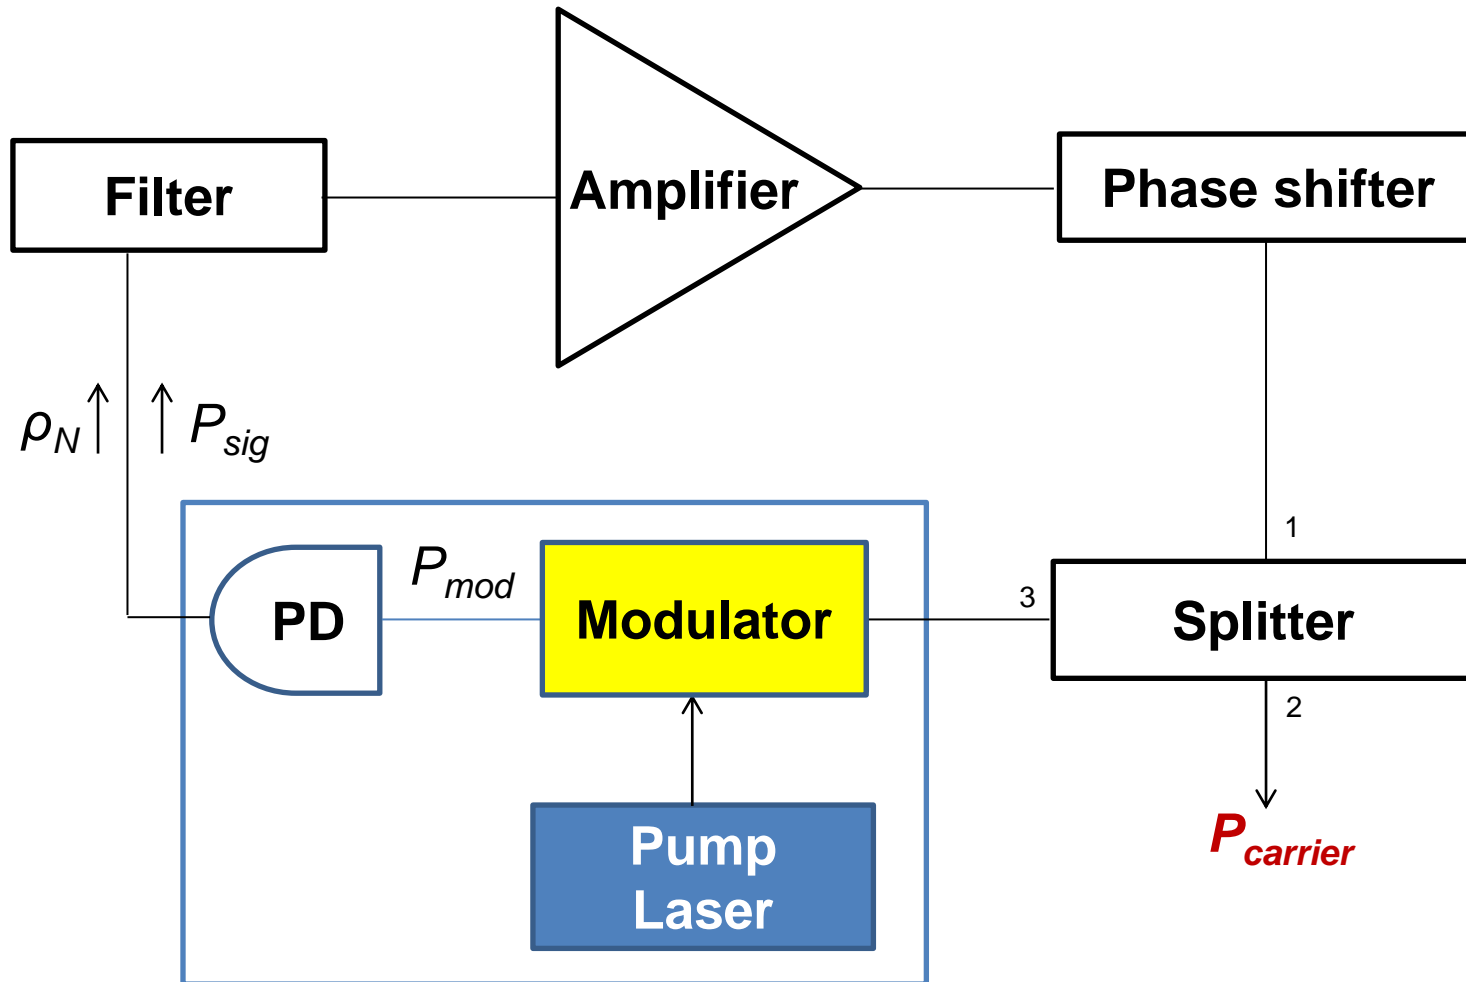 Filter
Amplifier
Phase shifter
ρN
Psig
1
PD
Pmod
Modulator
3
Splitter
2
Pump
Laser
Pcarrier